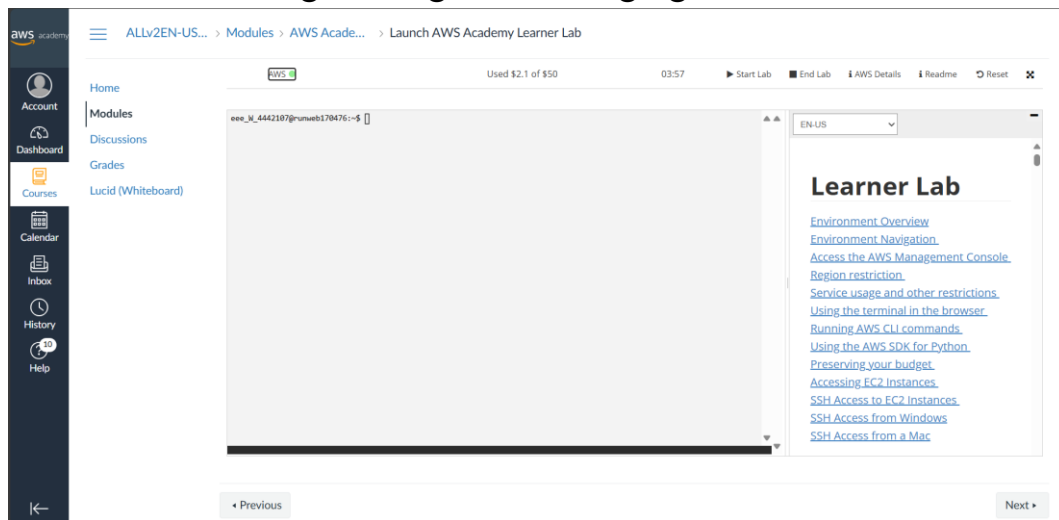 aws academy
ALLv2EN-US... > Modules > AWS Acade... > Launch AWS Academy Learner Lab
Account
Dashboard
Courses
Calendar
Inbox
History
10
Help
Home
Modules
Discussions
Grades
Lucid (Whiteboard)
AWS
Used $2.1 of $50
03:57
Start Lab
End Lab
AWS Details
Readme
Reset
eee_W_4442107@runweb170476:~$
EN-US
Learner Lab
Environment Overview
Environment Navigation
Access the AWS Management Console
Region restriction
Service usage and other restrictions
Using the terminal in the browser
Running AWS CLI commands
Using the AWS SDK for Python
Preserving your budget
Accessing EC2 Instances
SSH Access to EC2 Instances
SSH Access from Windows
SSH Access from a Mac
Previous
Next